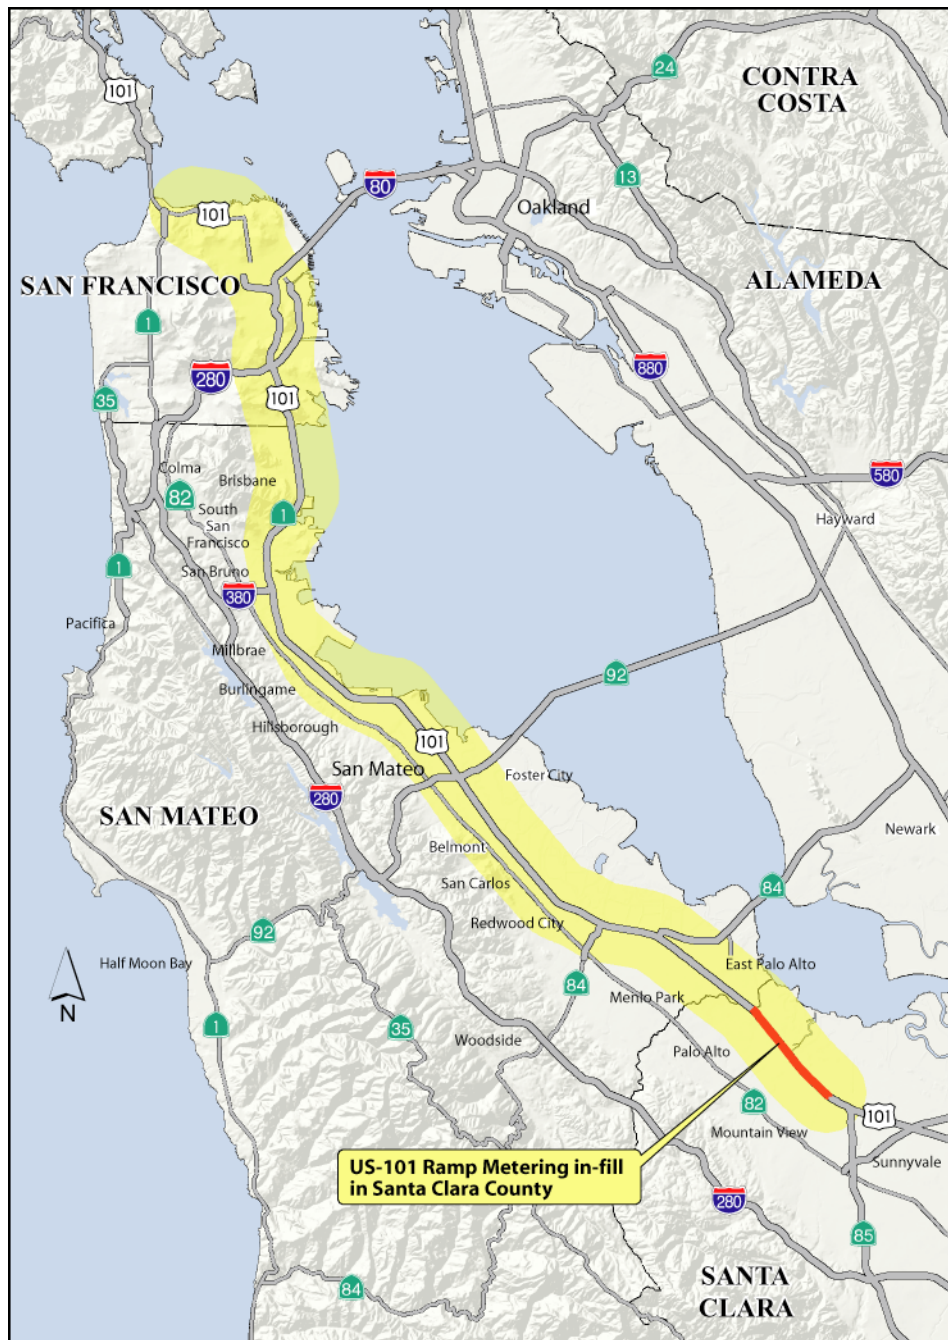 101
24
CONTRA
COSTA
13
80
101
Oakland
SAN FRANCISCO
ALAMEDA
1
880
280
35
101
Colma
580
82
Brisbane
South
San
Francisco
1
Hayward
San Bruno
1
380
Pacifica
Millbrae
92
Burlingame
Hillsborough
101
San Mateo
Foster City
280
SAN MATEO
Newark
Belmont
San Carlos
84
Redwood City
92
Half Moon Bay
East Palo Alto
84
Menlo Park
N
1
35
Woodside
Palo Alto
82
101
Mountain View
Sunnyvale
US-101 Ramp Metering in-fill
in Santa Clara County
280
85
84
SANTA
CLARA